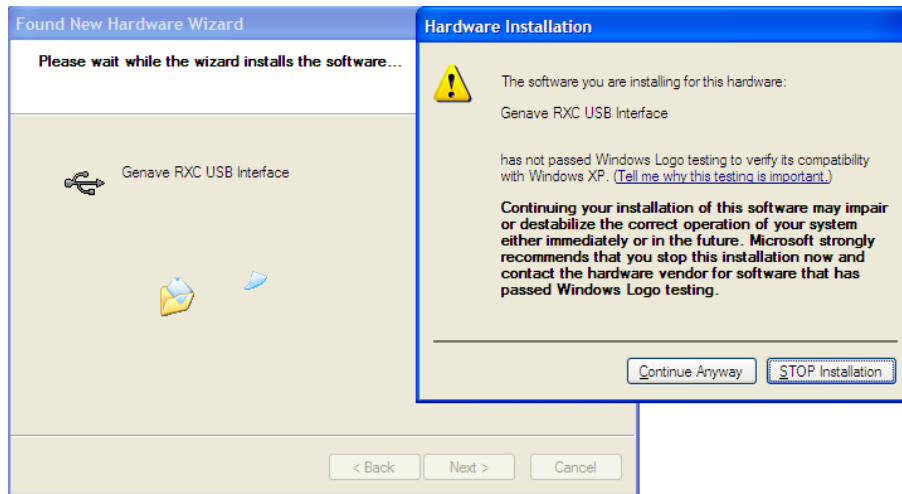 Found New Hardware Wizard
Please wait while the wizard installs the software...
Genave RXC USB Interface
< Back
Next >
Cancel
Hardware Installation
The software you are installing for this hardware:
Genave RXC USB Interface
has not passed Windows Logo testing to verify its compatibility
with Windows XP. (Tell me why this testing is important.)
Continuing your installation of this software may impair
or destabilize the correct operation of your system
either immediately or in the future. Microsoft strongly
recommends that you stop this installation now and
contact the hardware vendor for software that has
passed Windows Logo testing.
Continue Anyway
STOP Installation